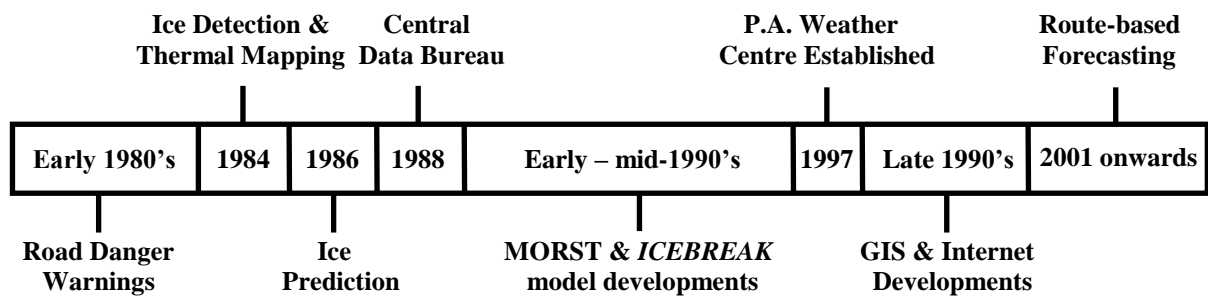 Ice Detection &
Thermal Mapping
Central
Data Bureau
P.A. Weather
Centre Established
Route-based
Forecasting
Early 1980's
1984
1986
1988
Early – mid-1990's
1997
Late 1990's
2001 onwards
Road Danger
Warnings
Ice
Prediction
MORST & ICEBREAK
model developments
GIS & Internet
Developments